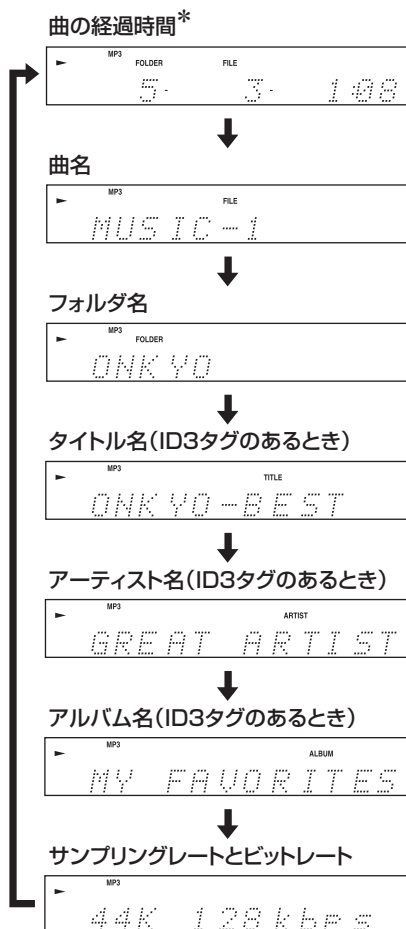 曲の経過時間*
MP3 FOLDER FILE
5. 3. 1:08
曲名
MP3 FILE
MUSIC-1
フォルダ名
MP3 FOLDER
ONKYO
タイトル名(ID3タグのあるとき)
MP3 TITLE
ONKYO-BEST
アーティスト名(ID3タグのあるとき)
MP3 ARTIST
GREAT ARTIST
アルバム名(ID3タグのあるとき)
MP3 ALBUM
MY FAVORITES
サンプリングレートとビットレート
MP3
44K 128kbps